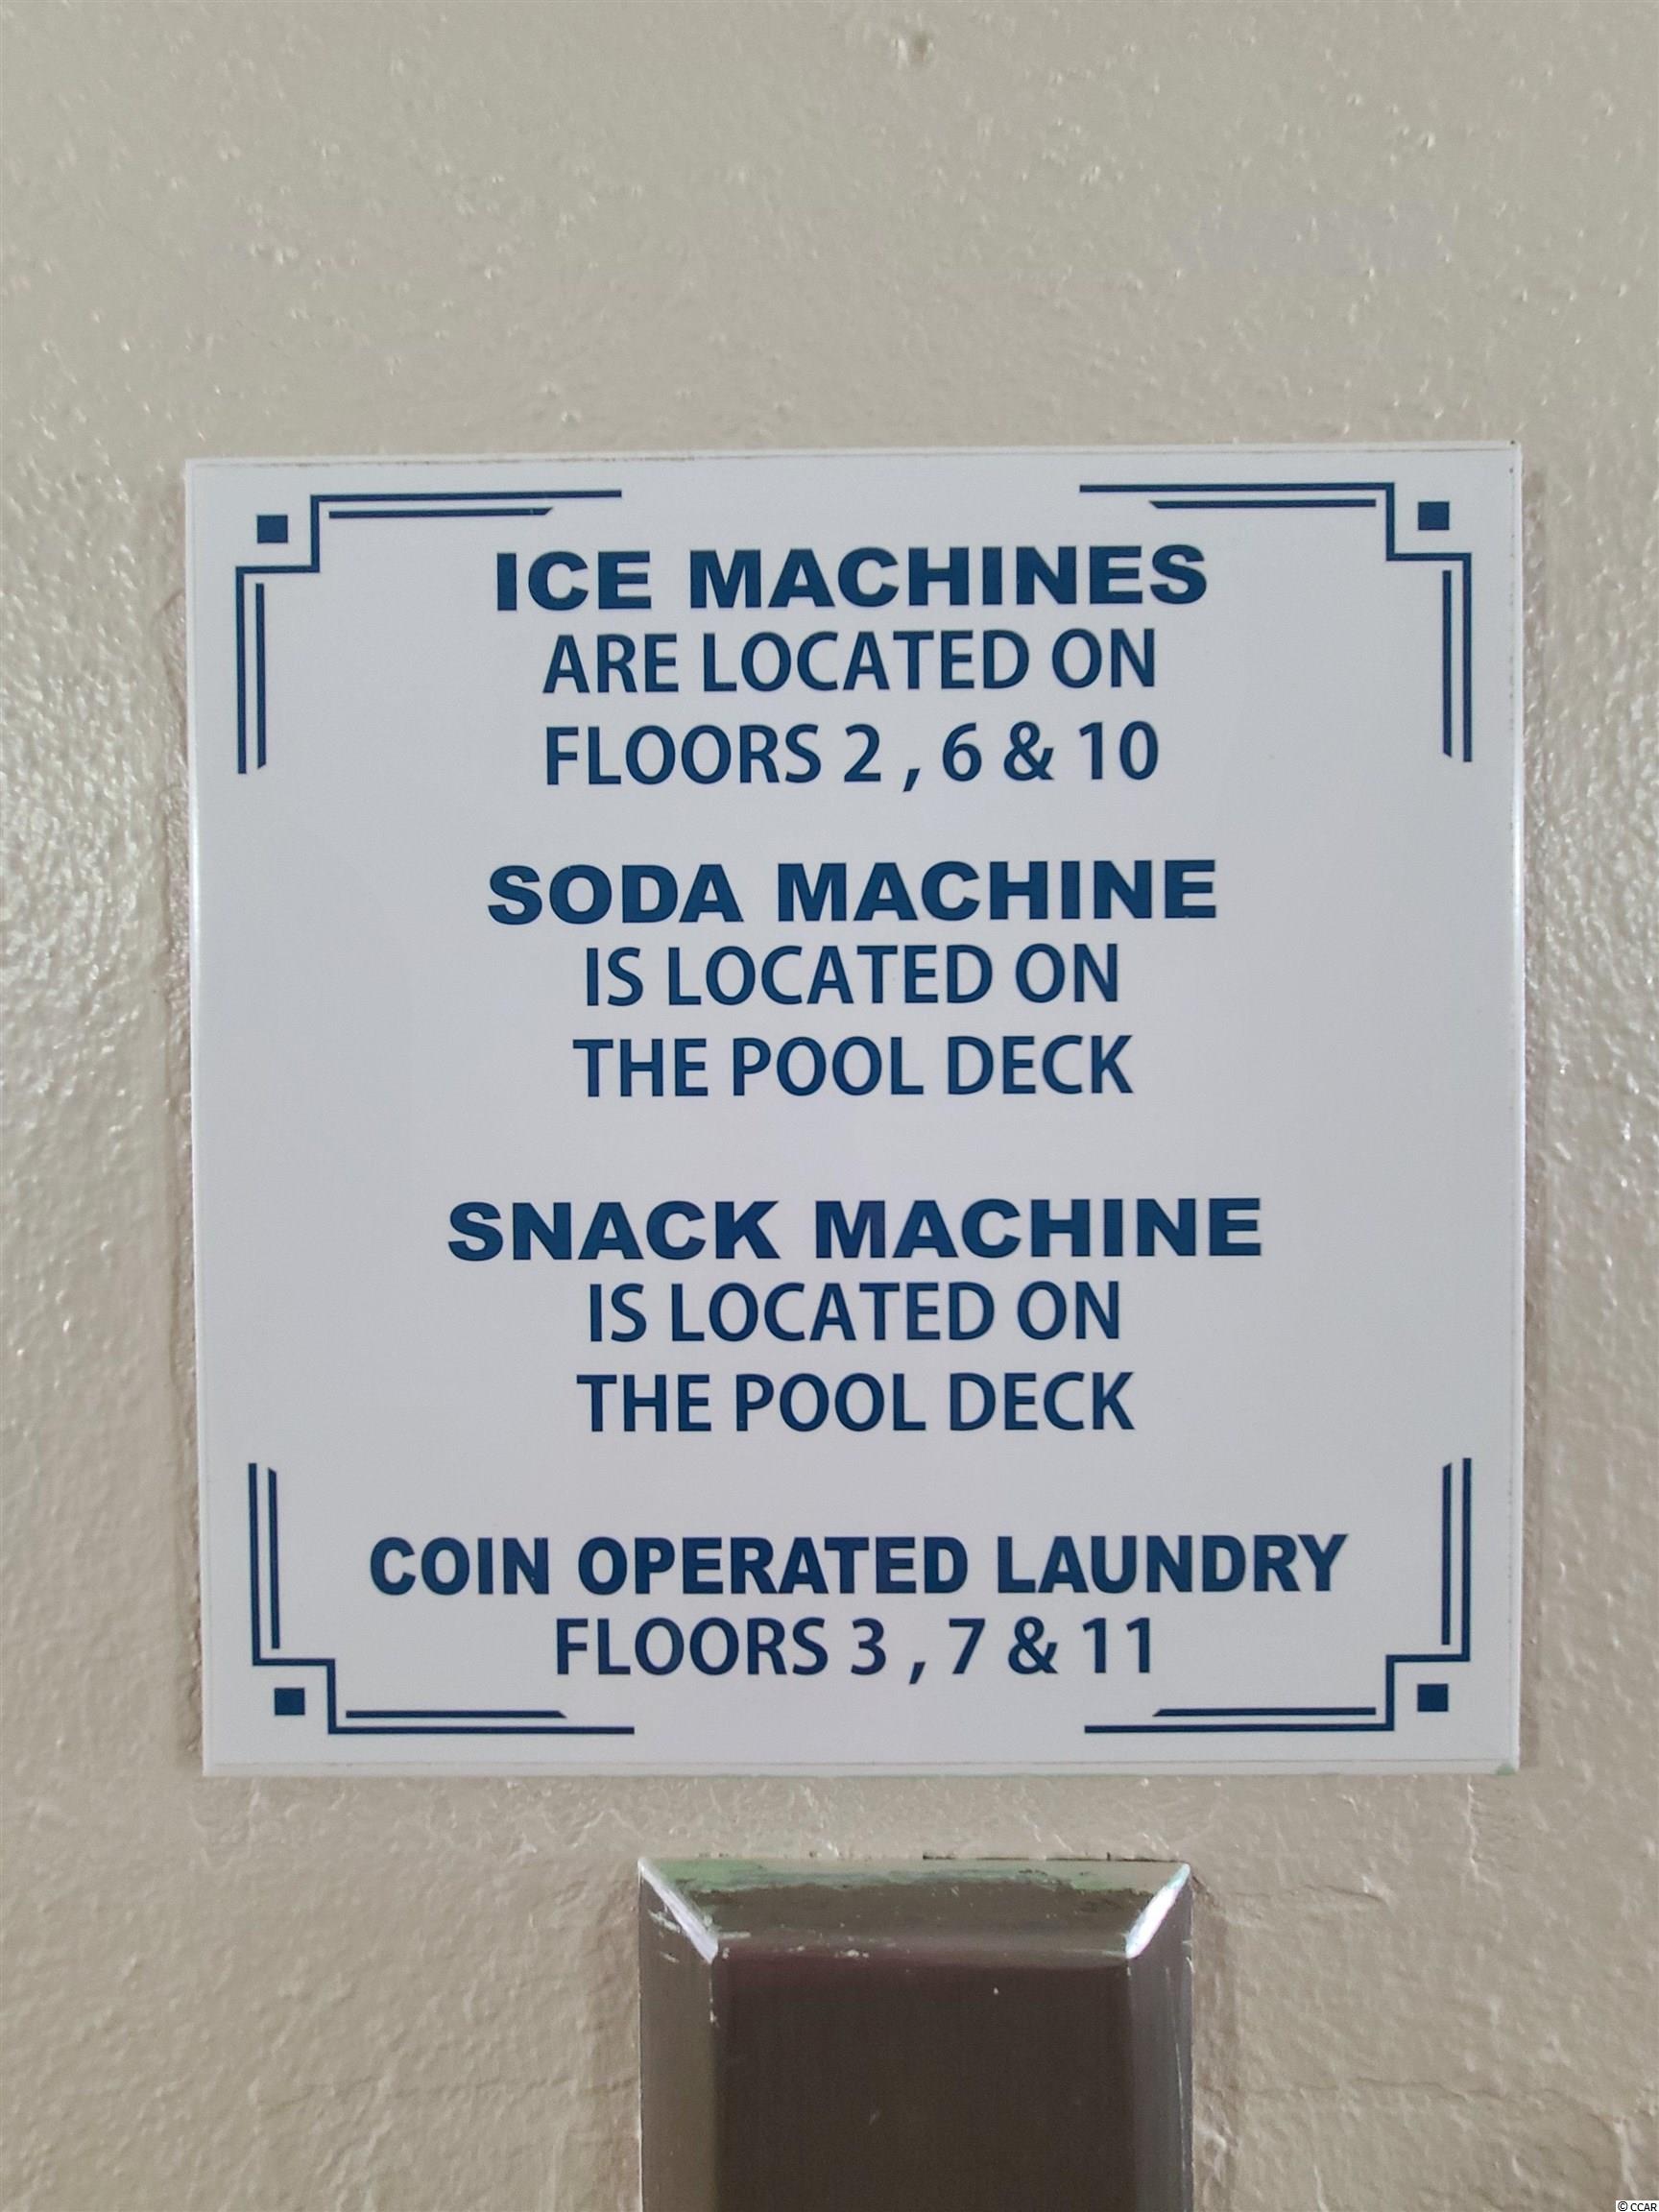 ICE MACHINES
ARE LOCATED ON
FLOORS 2 , 6 & 10
SODA MACHINE
IS LOCATED ON
THE POOL DECK
SNACK MACHINE
IS LOCATED ON
THE POOL DECK
COIN OPERATED LAUNDRY
FLOORS 3 , 7 & 11
© CCAR